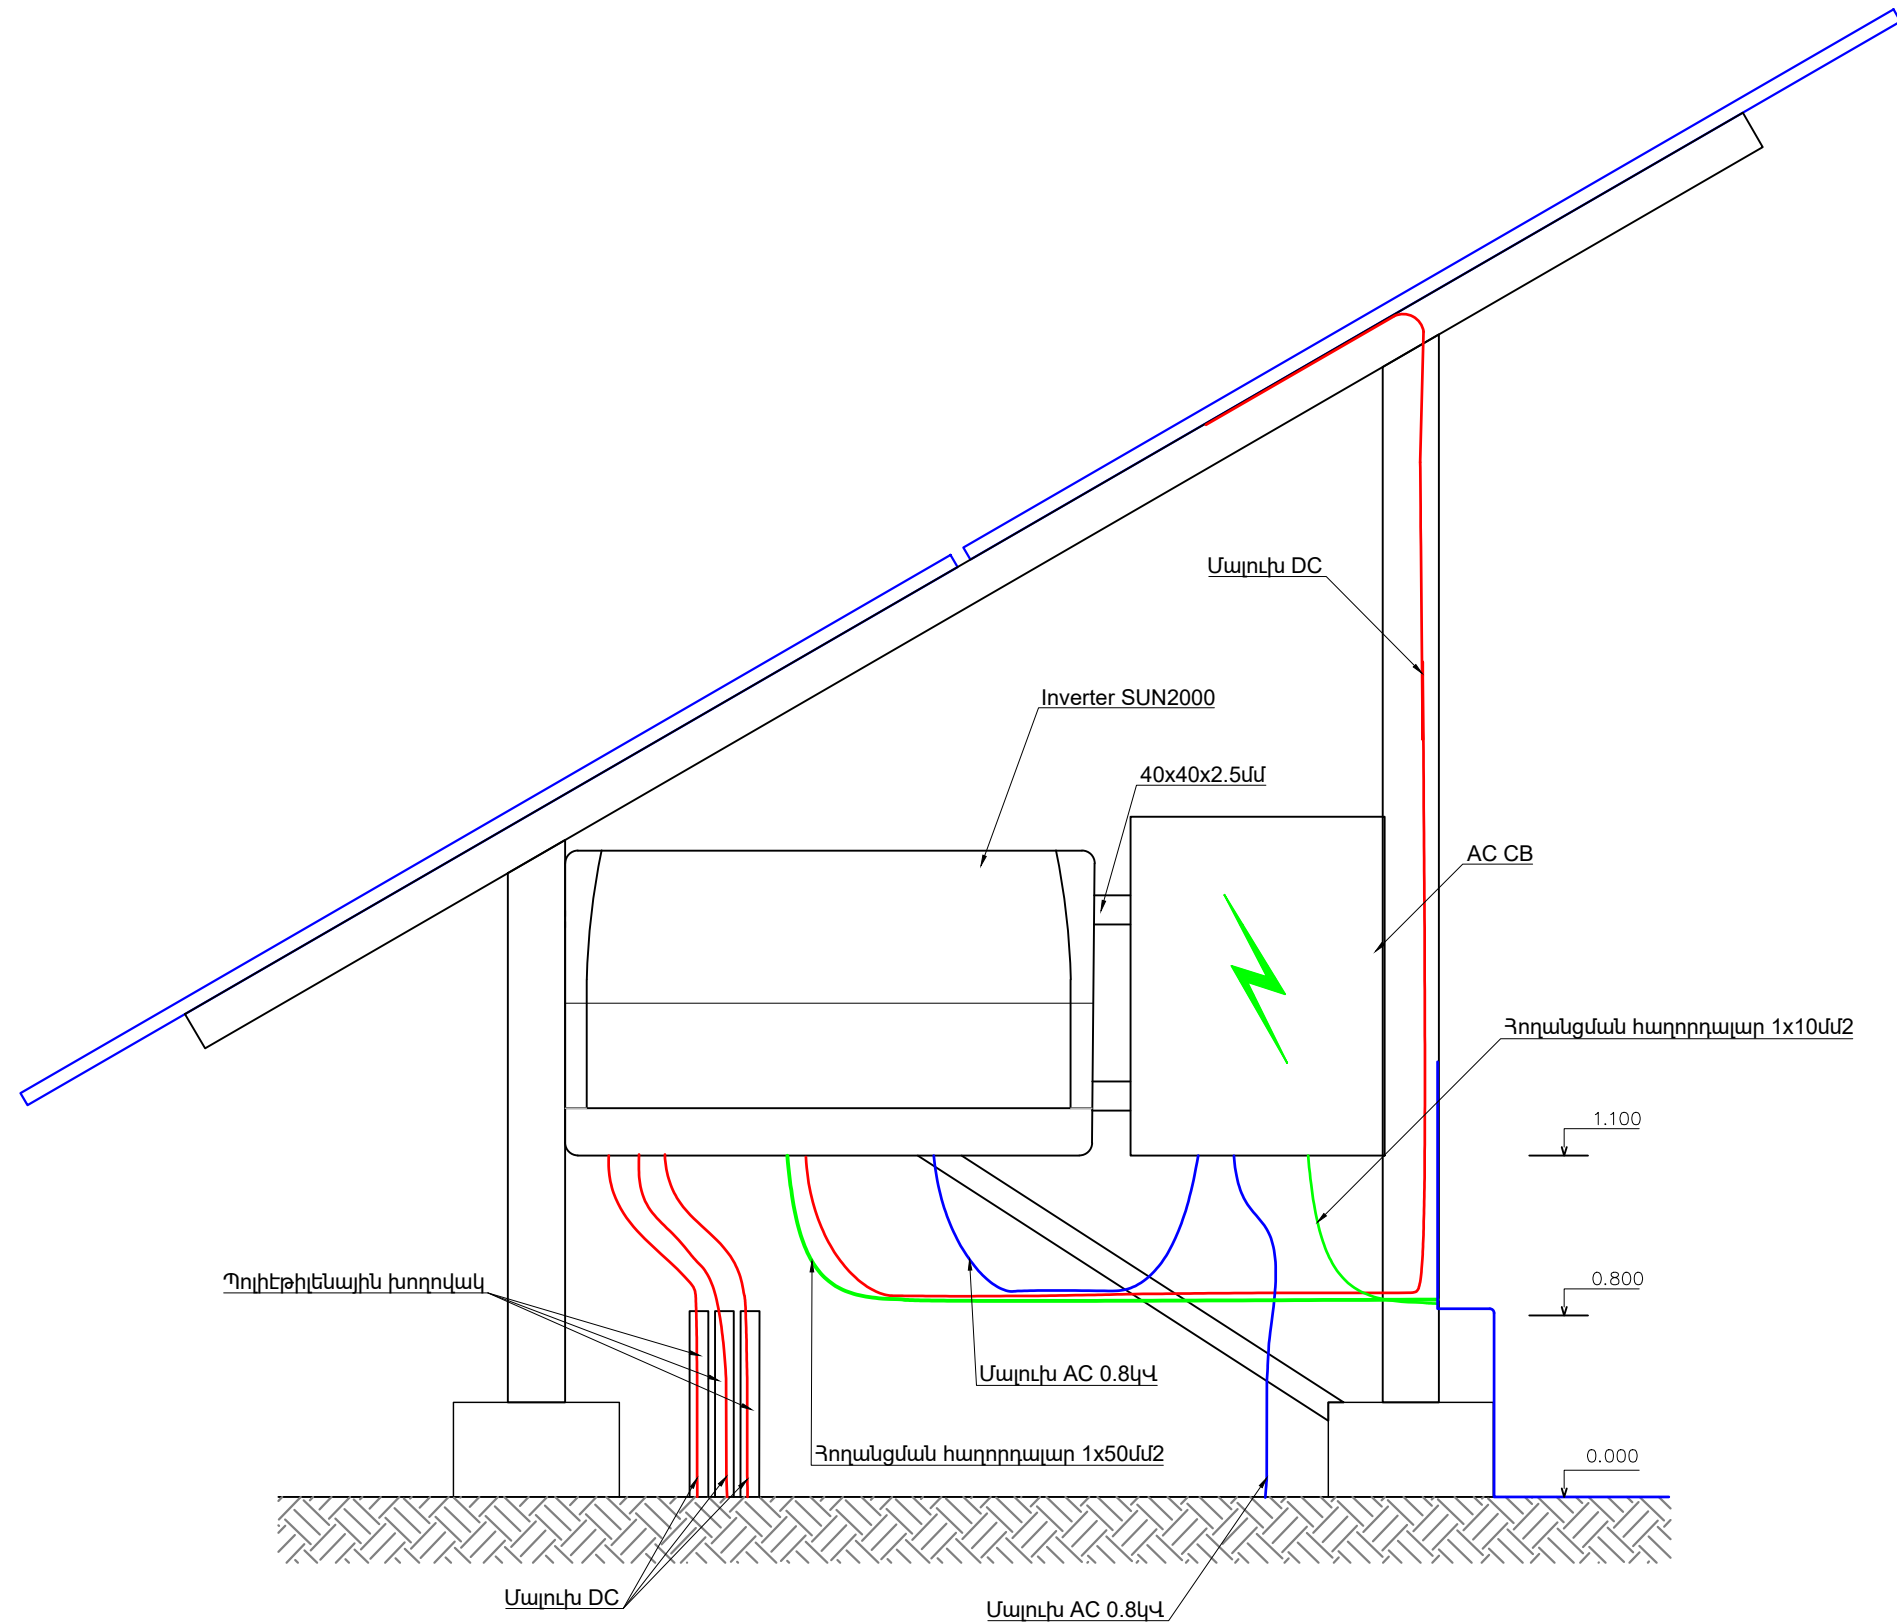 Մալուխ DC
Inverter SUN2000
40x40x2.5մմ
AC CB
Հողանցման հաղորդալար 1x10մմ2
1.100
Պոլիէթիլենային խողովակ
0.800
Մալուխ AC 0.8կՎ
Հողանցման հաղորդալար 1x50մմ2
0.000
Մալուխ DC
Մալուխ AC 0.8կՎ